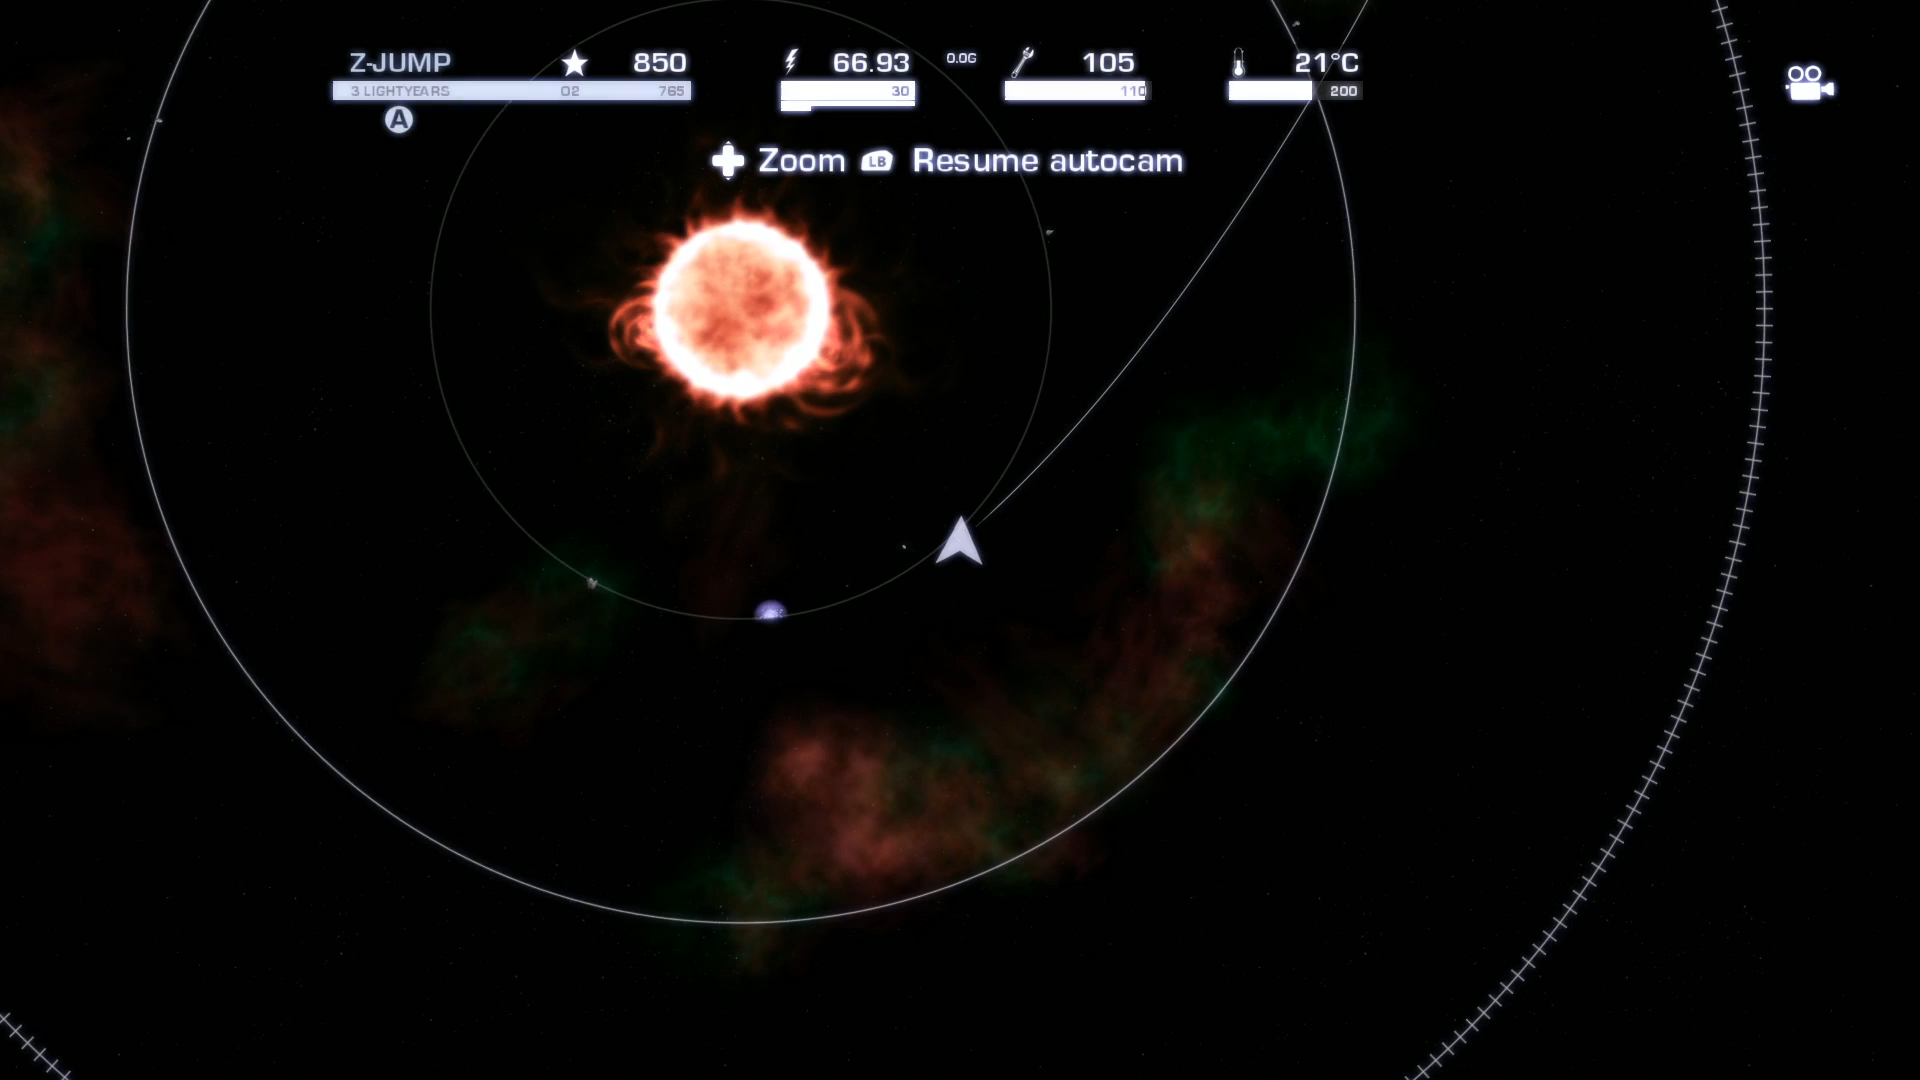 Z-JUMP 850 66.93 0.0G 105 21°C
3 LIGHTYEARS 02 765 30 110 200
A
Zoom LB Resume autocam